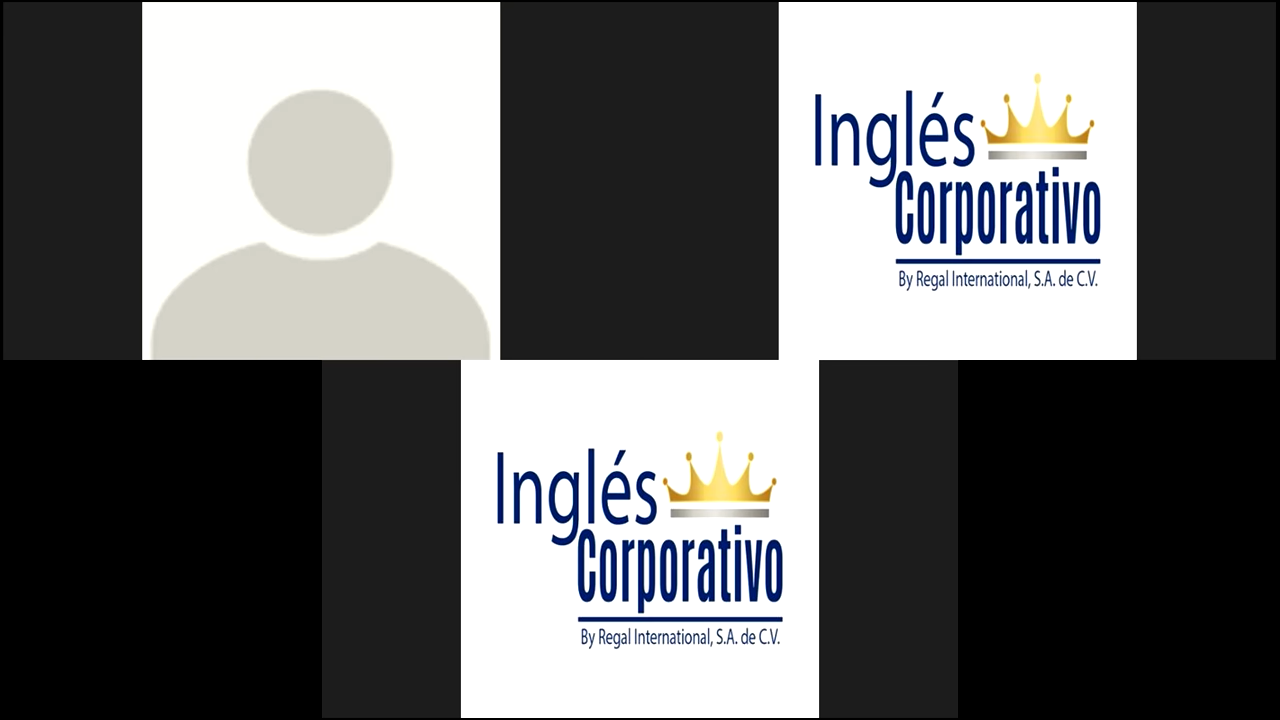 Inglés
Corporativo
By Regal International, S.A. de C.V.
Inglés
Corporativo
By Regal International, S.A. de C.V.